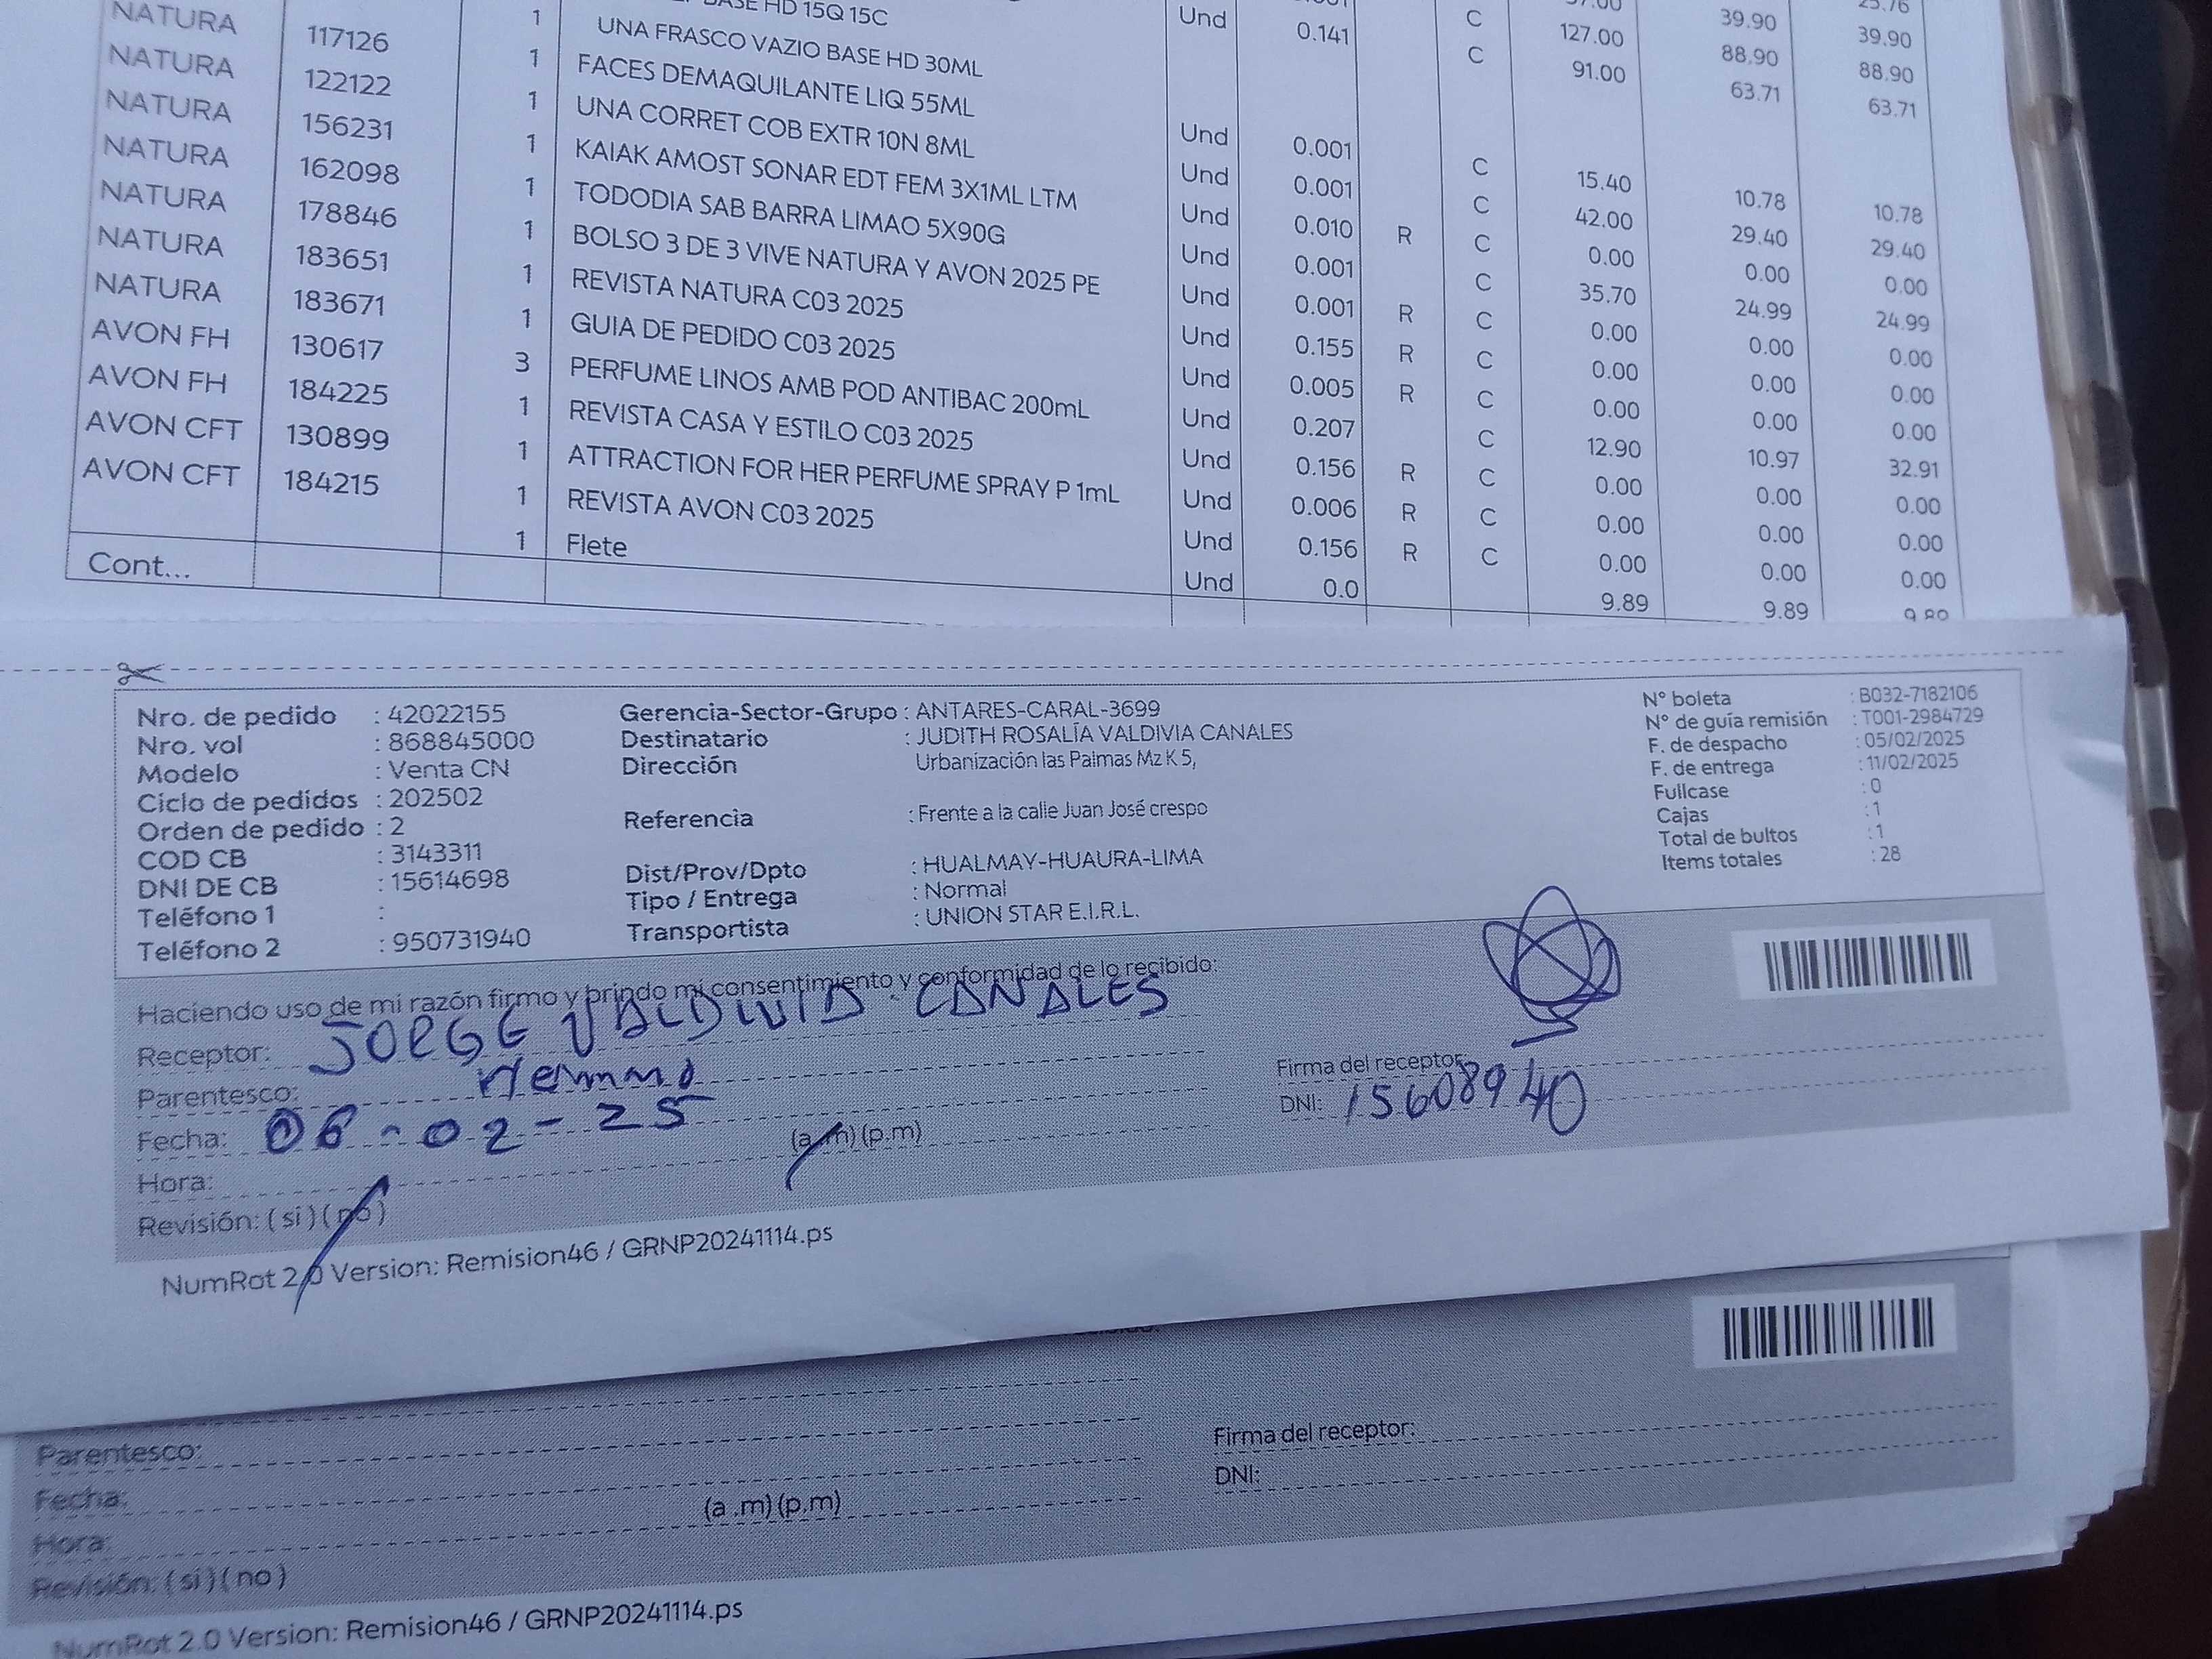 39.90 39.90
BASE HD 15Q 15C Und 0.141 C 127.00 88.90 88.90
1 UNA FRASCO VAZIO BASE HD 30ML C 91.00 63.71 63.71
NATURA 117126 1 FACES DEMAQUILANTE LIQ 55ML Und 0.001 C 15.40 10.78 10.78
NATURA 122122 1 UNA CORRET COB EXTR 10N 8ML Und 0.001 C 42.00 29.40 29.40
NATURA 156231 1 KAIAK AMOST SONAR EDT FEM 3X1ML LTM Und 0.010 R C 0.00 0.00 0.00
NATURA 162098 1 TODODIA SAB BARRA LIMAO 5X90G Und 0.001 C 35.70 24.99 24.99
NATURA 178846 1 BOLSO 3 DE 3 VIVE NATURA Y AVON 2025 PE Und 0.001 R C 0.00 0.00 0.00
NATURA 183651 1 REVISTA NATURA C03 2025 Und 0.155 R C 0.00 0.00 0.00
NATURA 183671 1 GUIA DE PEDIDO C03 2025 Und 0.005 R C 0.00 0.00 0.00
AVON FH 130617 3 PERFUME LINOS AMB POD ANTIBAC 200mL Und 0.207 C 12.90 10.97 32.91
AVON FH 184225 1 REVISTA CASA Y ESTILO C03 2025 Und 0.156 R C 0.00 0.00 0.00
AVON CFT 130899 1 ATTRACTION FOR HER PERFUME SPRAY P 1mL Und 0.006 R C 0.00 0.00 0.00
AVON CFT 184215 1 REVISTA AVON C03 2025 Und 0.156 R C 0.00 0.00 0.00
1 Flete Und 0.0 9.89 9.89 9.89
Cont...
Nro. de pedido : 42022155
Nro. vol : 868845000
Modelo : Venta CN
Ciclo de pedidos : 202502
Orden de pedido : 2
COD CB : 3143311
DNI DE CB : 15614698
Teléfono 1 :
Teléfono 2 : 950731940
Gerencia-Sector-Grupo : ANTARES-CARAL-3699
Destinatario : JUDITH ROSALÍA VALDIVIA CANALES
Dirección Urbanización las Palmas Mz K 5,
Referencia : Frente a la calle Juan José crespo
Dist/Prov/Dpto : HUALMAY-HUAURA-LIMA
Tipo / Entrega : Normal
Transportista : UNION STAR E.I.R.L.
N° boleta : B032-7182106
N° de guía remisión : T001-2984729
F. de despacho : 05/02/2025
F. de entrega : 11/02/2025
Fullcase : 0
Cajas : 1
Total de bultos : 1
Items totales : 28
Haciendo uso de mi razón firmo y brindo mi consentimiento y conformidad de lo recibido:
Receptor: JORGE VALDIVIA CANALES
Parentesco: Hermano
Fecha: 06-02-25
Hora: (a.m) (p.m)
Revisión: (si) (no)
Firma del receptor:
DNI: 15608940
NumRot 2.0 Version: Remision46 / GRNP20241114.ps
Parentesco:
Fecha:
Hora: (a.m) (p.m)
Revisión: (si) (no)
Firma del receptor:
DNI:
NumRot 2.0 Version: Remision46 / GRNP20241114.ps